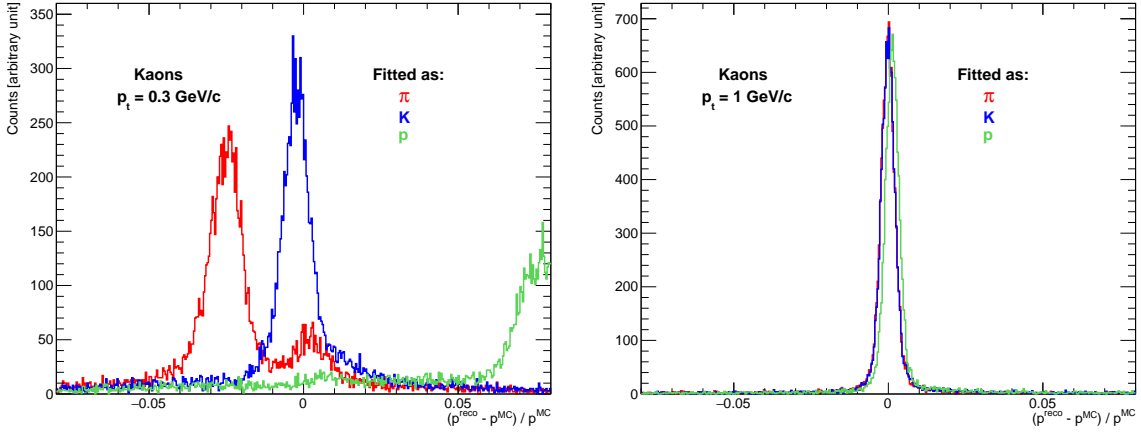 Counts [arbitrary unit]
350
300
250
200
150
100
50
0
Kaons
pt = 0.3 GeV/c
Fitted as:
π
K
p
−0.05
0
0.05
(p^reco - p^MC) / p^MC
Counts [arbitrary unit]
700
600
500
400
300
200
100
0
Kaons
pt = 1 GeV/c
Fitted as:
π
K
p
−0.05
0
0.05
(p^reco - p^MC) / p^MC